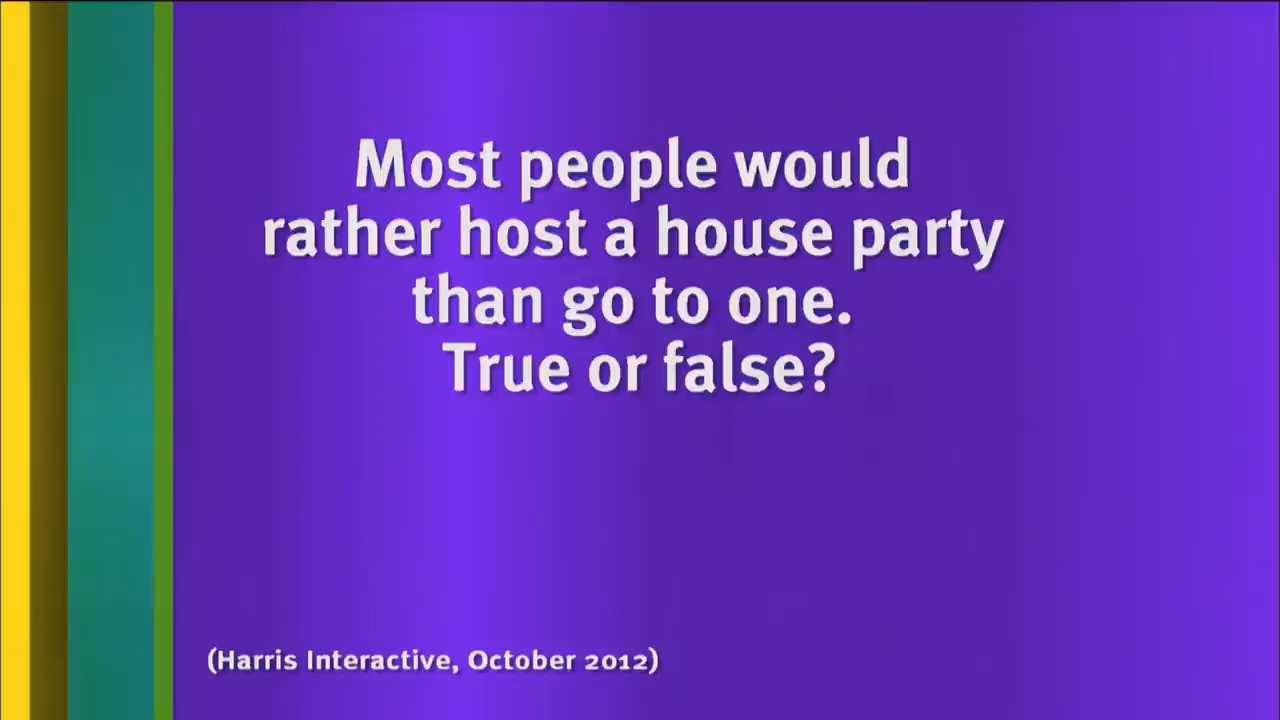 Most people would
rather host a house party
than go to one.
True or false?
(Harris Interactive, October 2012)